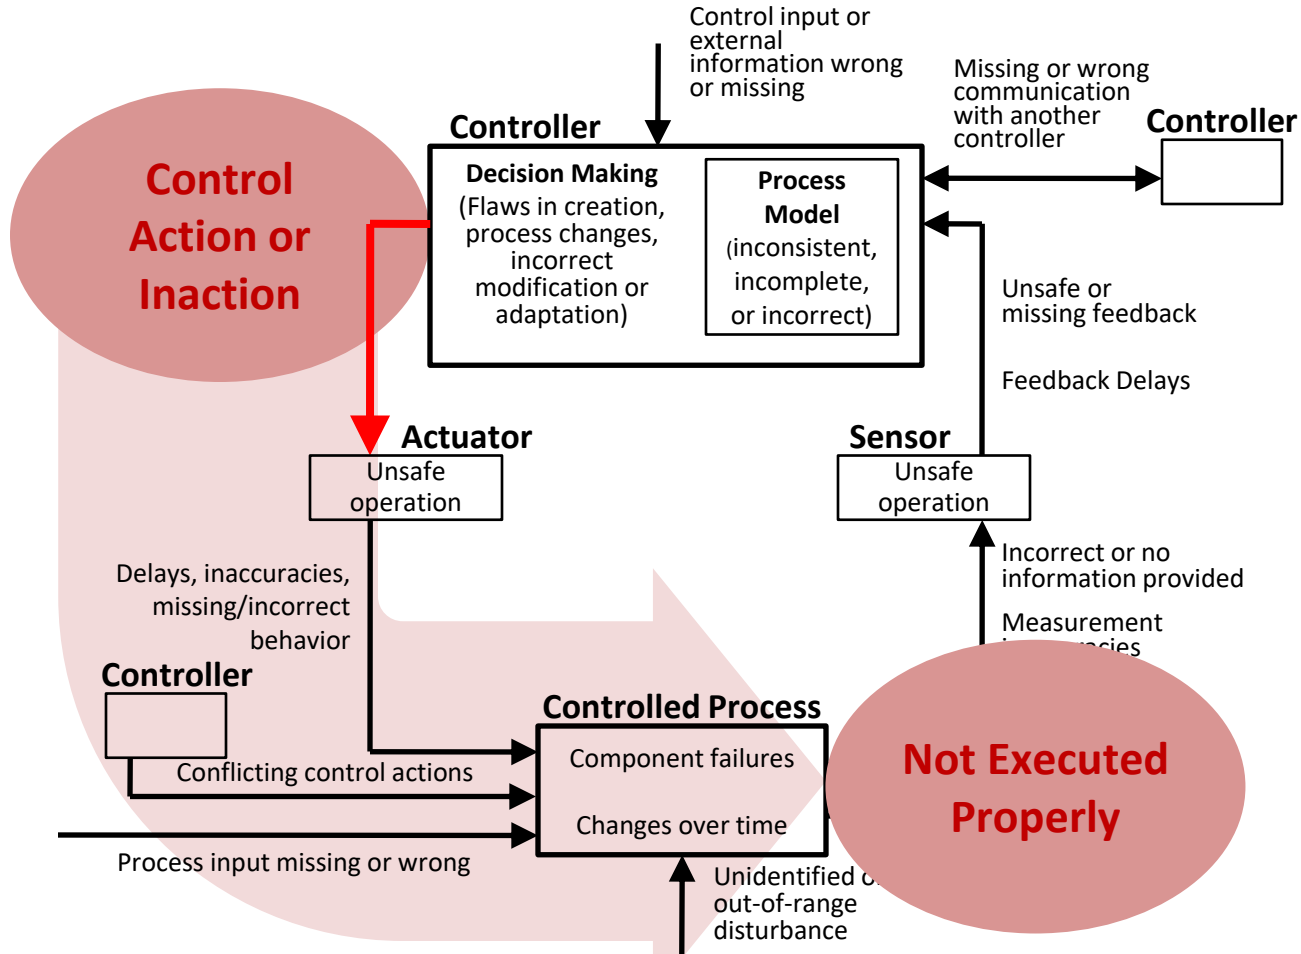 Control input or
external
information wrong
or missing
Missing or wrong
communication
with another
controller
Controller
Controller
Control
Action or
Inaction
Decision Making
(Flaws in creation,
process changes,
incorrect
modification or
adaptation)
Process
Model
(inconsistent,
incomplete,
or incorrect)
Unsafe or
missing feedback
Feedback Delays
Actuator
Unsafe
operation
Sensor
Unsafe
operation
Delays, inaccuracies,
missing/incorrect
behavior
Incorrect or no
information provided
Measurement
Controller
Conflicting control actions
Process input missing or wrong
Controlled Process
Component failures
Changes over time
Not Executed
Properly
Unidentified
out-of-range
disturbance